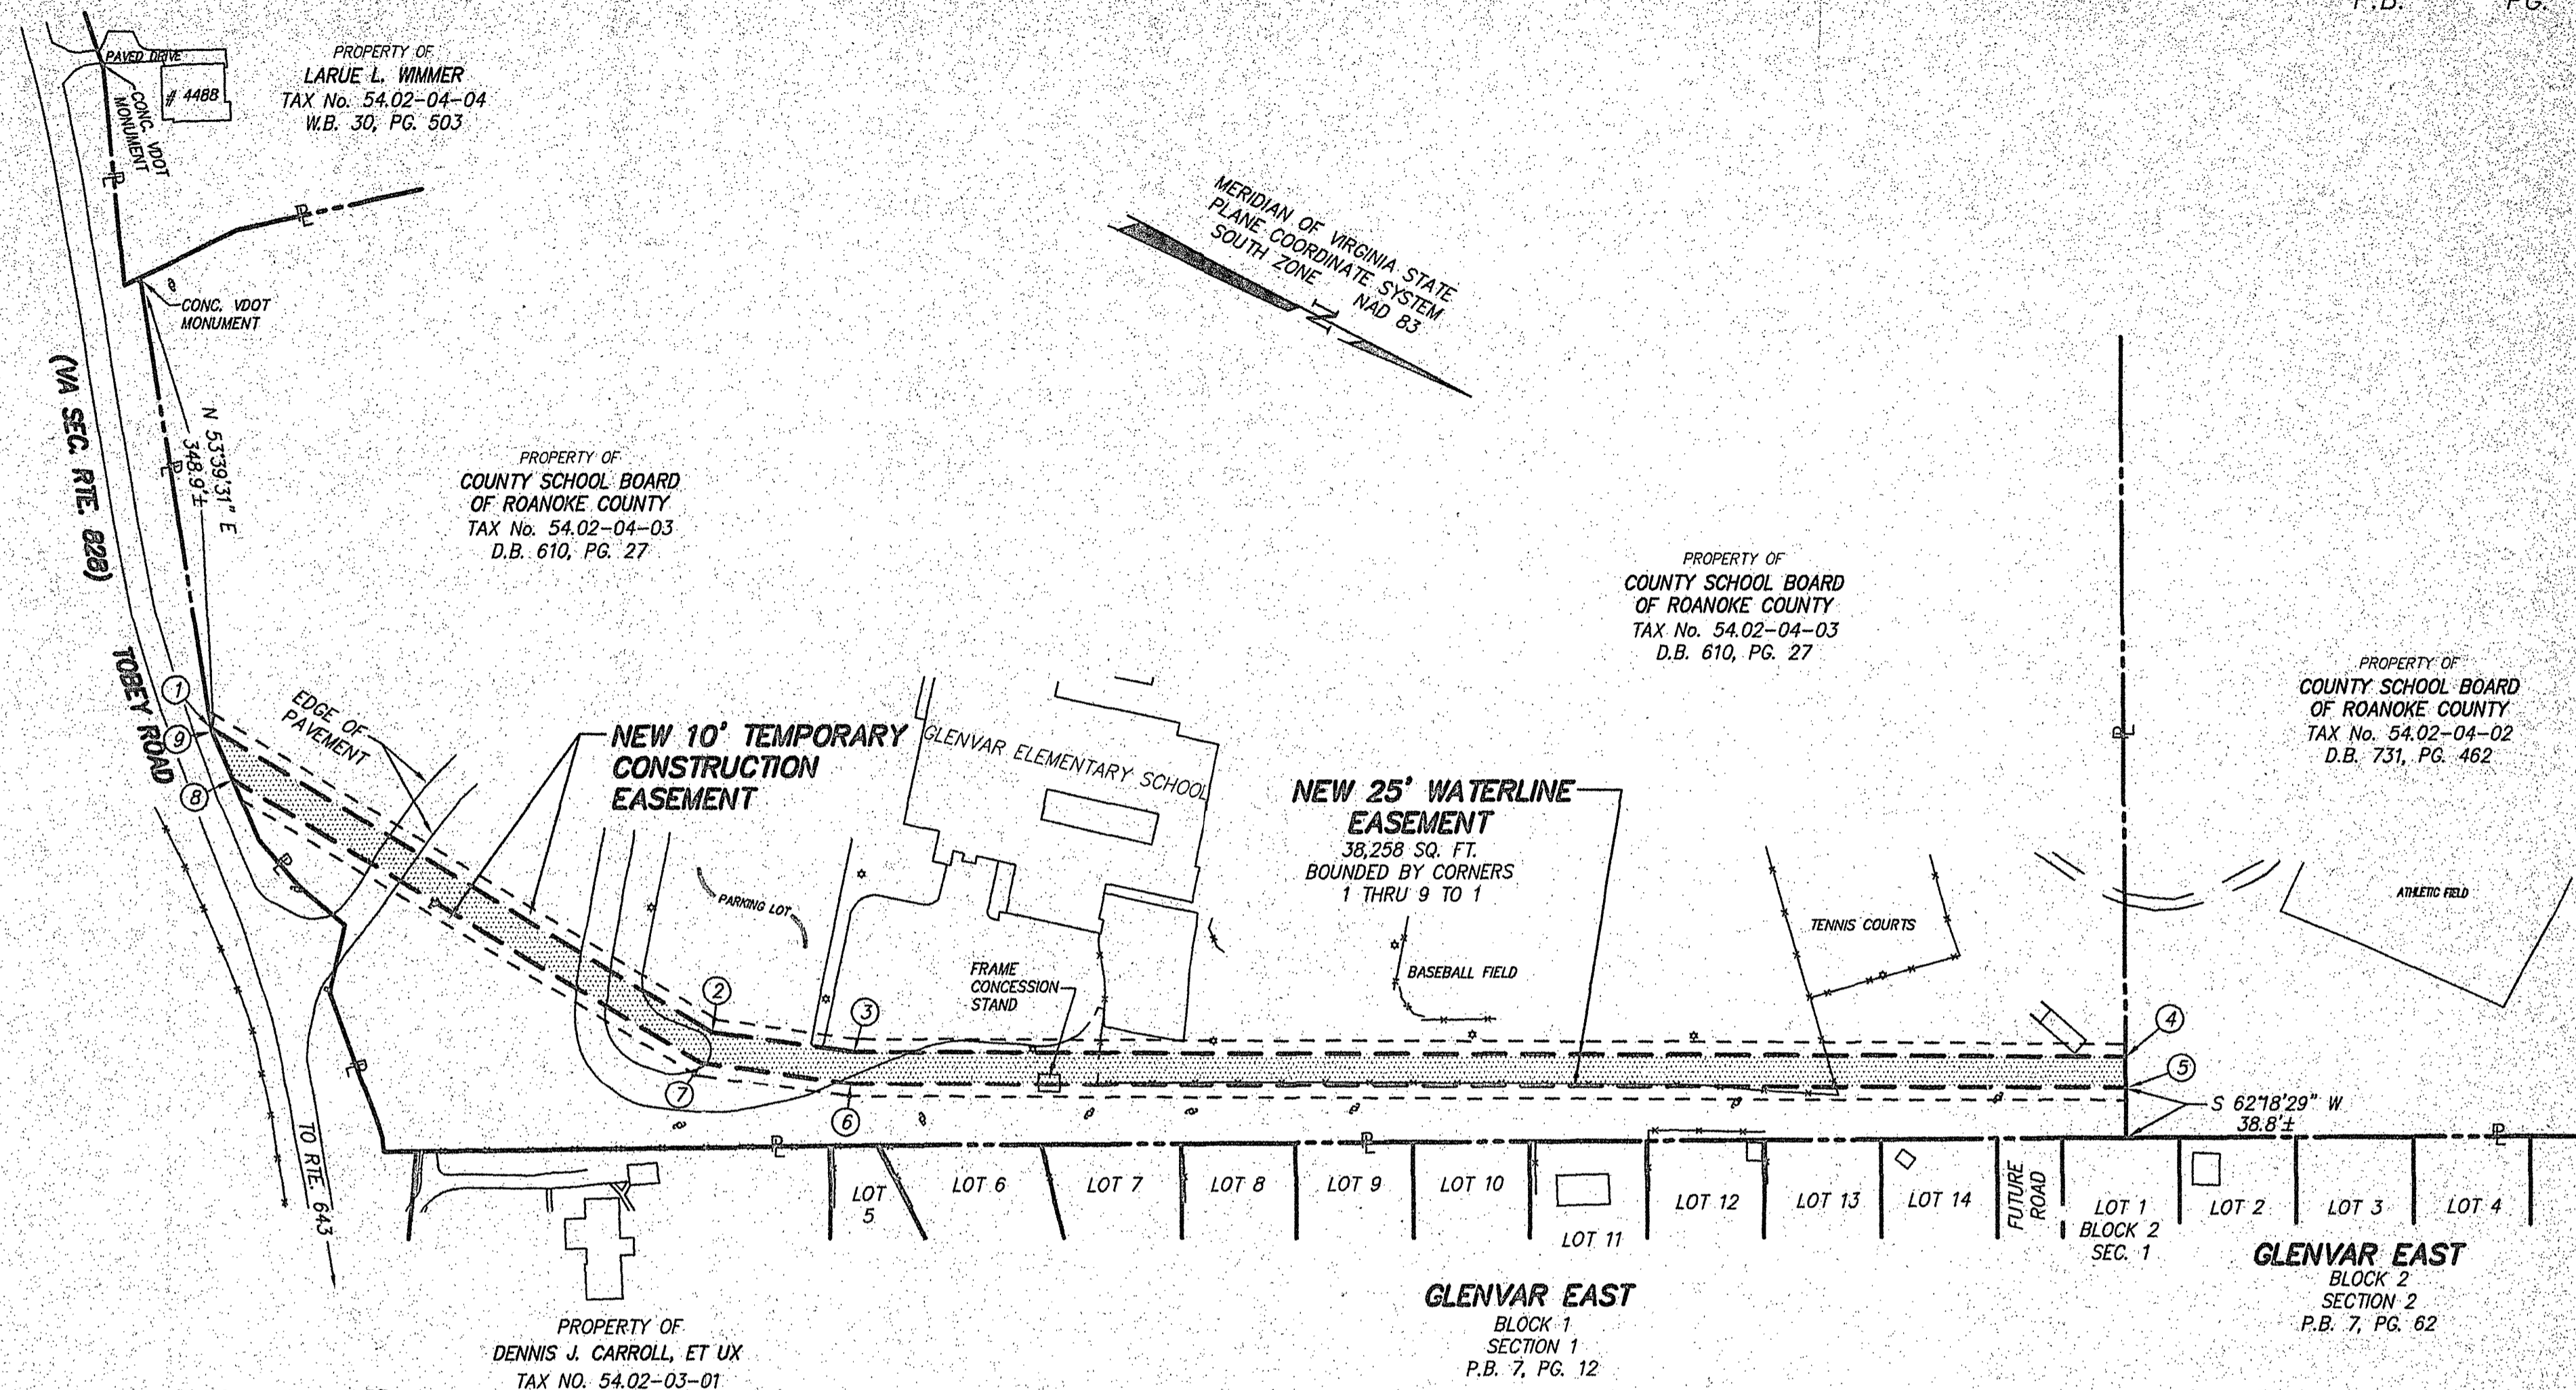 P.B. PG.
PROPERTY OF
LARUE L. WIMMER
TAX No. 54.02-04-04
W.B. 30, PG. 503
PAVED DRIVE
# 4488
CONC. VDOT
MONUMENT
CONC. VDOT
MONUMENT
MERIDIAN OF VIRGINIA STATE
PLANE COORDINATE SYSTEM
SOUTH ZONE NAD 83
N
(VA SEC. RTE. 828)
TOBEY ROAD
N 53°39'31" E
348.9'±
PROPERTY OF
COUNTY SCHOOL BOARD
OF ROANOKE COUNTY
TAX No. 54.02-04-03
D.B. 610, PG. 27
PROPERTY OF
COUNTY SCHOOL BOARD
OF ROANOKE COUNTY
TAX No. 54.02-04-03
D.B. 610, PG. 27
PROPERTY OF
COUNTY SCHOOL BOARD
OF ROANOKE COUNTY
TAX No. 54.02-04-02
D.B. 731, PG. 462
1
9
8
EDGE OF
PAVEMENT
NEW 10' TEMPORARY
CONSTRUCTION
EASEMENT
GLENVAR ELEMENTARY SCHOOL
NEW 25' WATERLINE
EASEMENT
38,258 SQ. FT.
BOUNDED BY CORNERS
1 THRU 9 TO 1
PARKING LOT
FRAME
CONCESSION
STAND
BASEBALL FIELD
TENNIS COURTS
ATHLETIC FIELD
2
3
4
5
7
6
S 62°18'29" W
38.8'±
TO RTE. 643
LOT
5
LOT 6
LOT 7
LOT 8
LOT 9
LOT 10
LOT 11
LOT 12
LOT 13
LOT 14
FUTURE
ROAD
LOT 1
BLOCK 2
SEC. 1
LOT 2
LOT 3
LOT 4
GLENVAR EAST
BLOCK 2
SECTION 2
P.B. 7, PG. 62
GLENVAR EAST
BLOCK 1
SECTION 1
P.B. 7, PG. 12
PROPERTY OF
DENNIS J. CARROLL, ET UX
TAX NO. 54.02-03-01